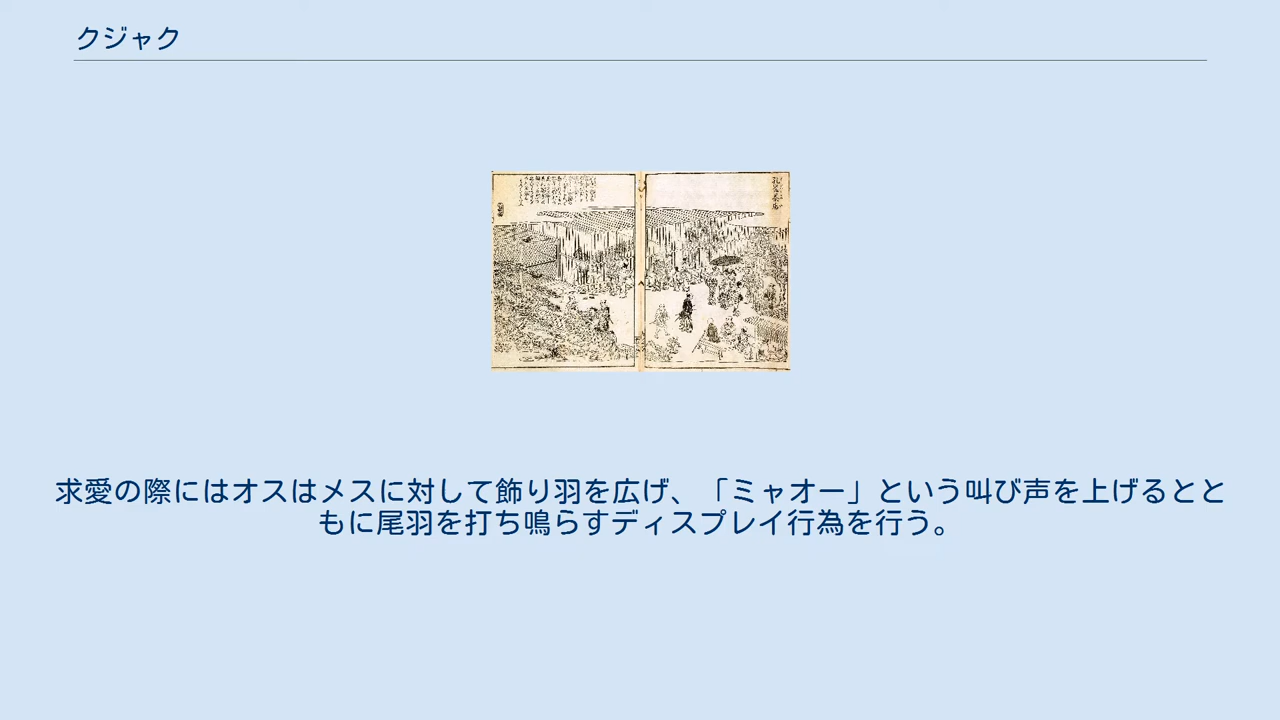 クジャク
求愛の際にはオスはメスに対して飾り羽を広げ、「ミャオー」という叫び声を上げるとと
もに尾羽を打ち鳴らすディスプレイ行為を行う。